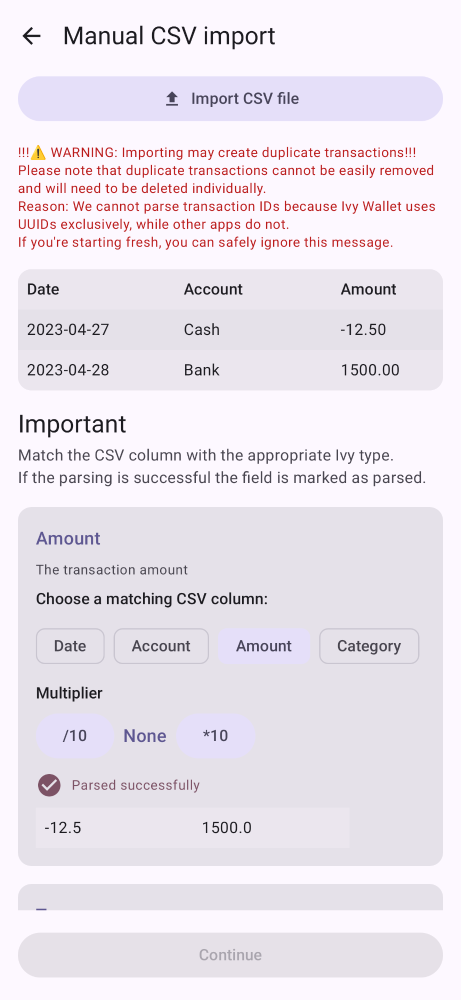 Manual CSV import
Import CSV file
!!!⚠️ WARNING: Importing may create duplicate transactions!!!
Please note that duplicate transactions cannot be easily removed
and will need to be deleted individually.
Reason: We cannot parse transaction IDs because Ivy Wallet uses
UUIDs exclusively, while other apps do not.
If you're starting fresh, you can safely ignore this message.
Date Account Amount
2023-04-27 Cash -12.50
2023-04-28 Bank 1500.00
Important
Match the CSV column with the appropriate Ivy type.
If the parsing is successful the field is marked as parsed.
Amount
The transaction amount
Choose a matching CSV column:
Date Account Amount Category
Multiplier
/10 None *10
Parsed successfully
-12.5 1500.0
Continue